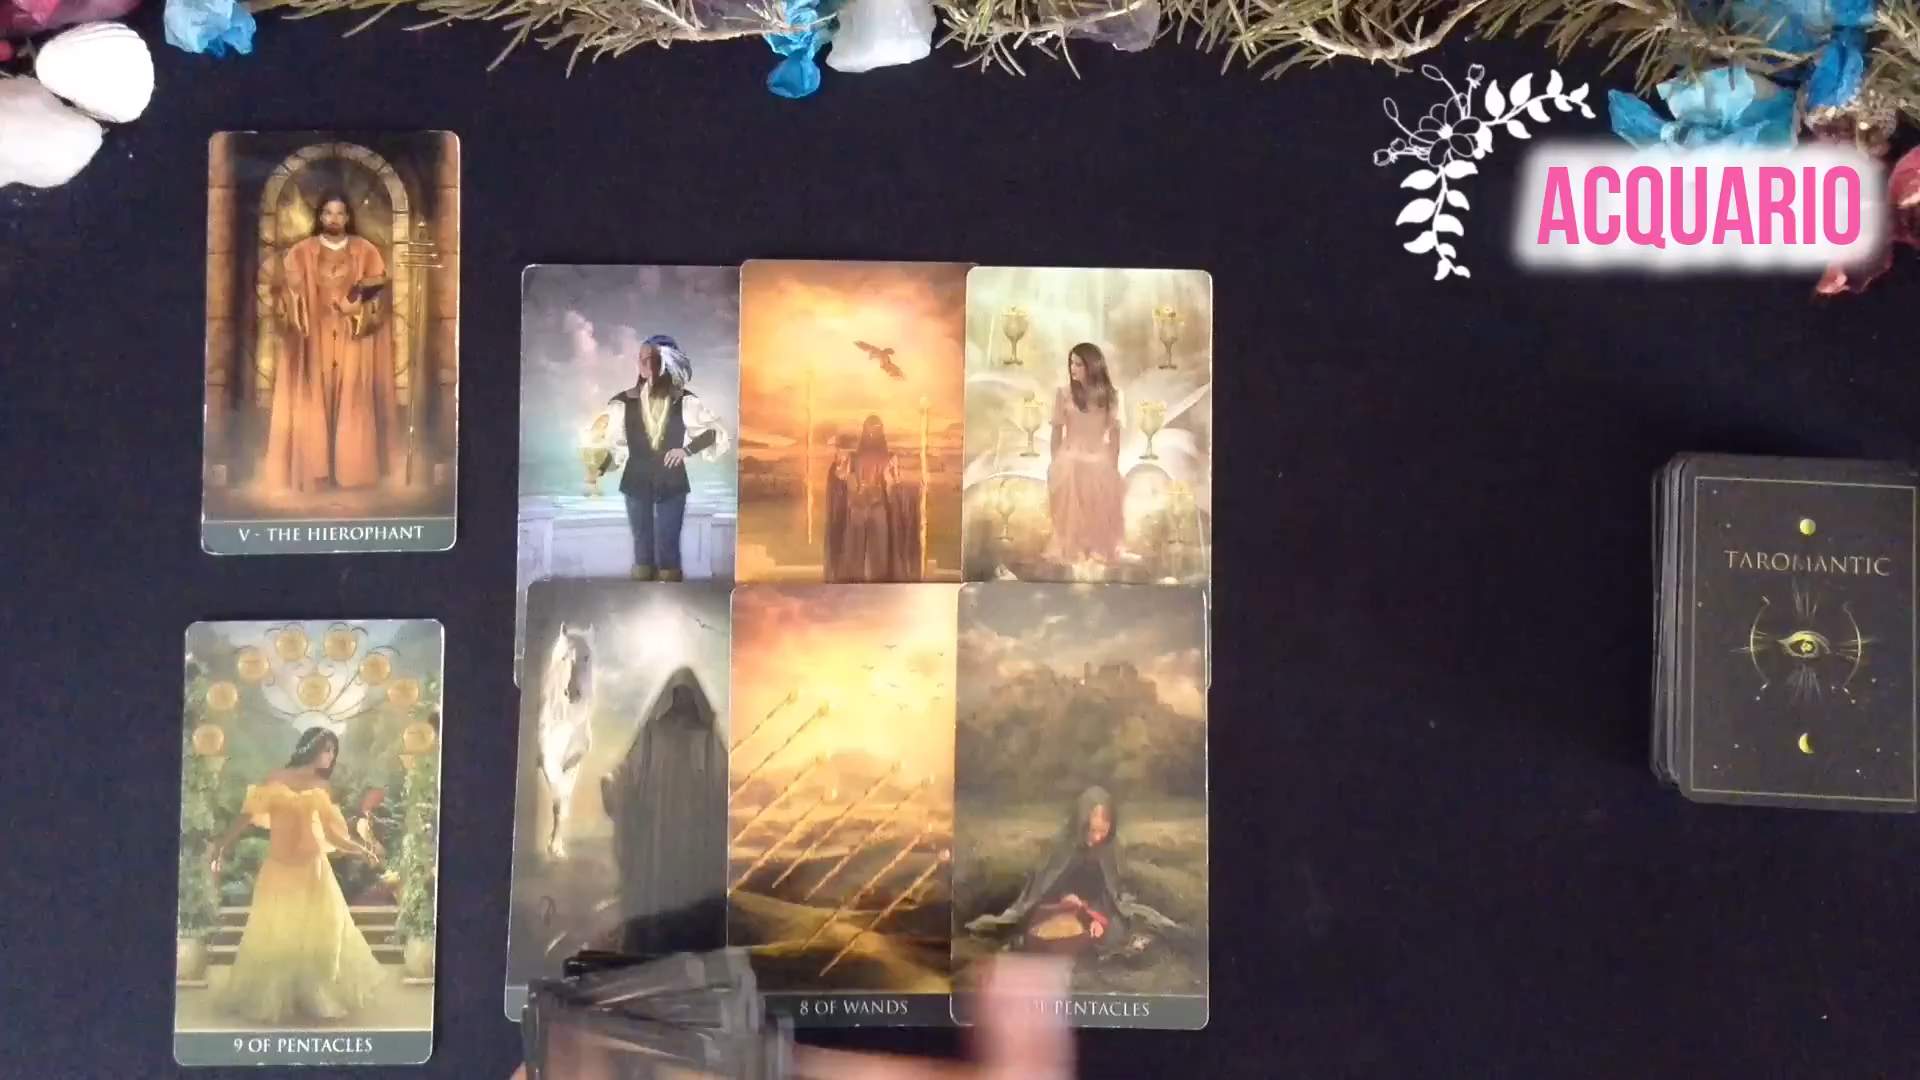 ACQUARIO
V - THE HIEROPHANT
TAROMANTIC
8 OF WANDS
PENTACLES
9 OF PENTACLES